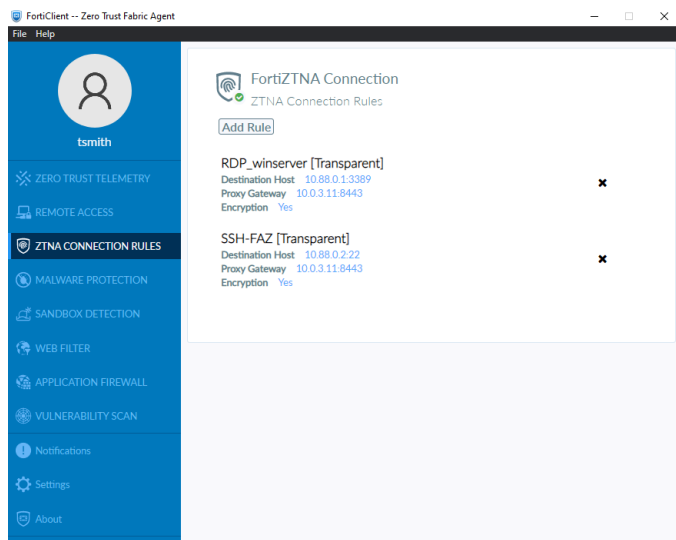 FortiClient -- Zero Trust Fabric Agent
File Help
tsmith
ZERO TRUST TELEMETRY
REMOTE ACCESS
ZTNA CONNECTION RULES
MALWARE PROTECTION
SANDBOX DETECTION
WEB FILTER
APPLICATION FIREWALL
VULNERABILITY SCAN
Notifications
Settings
About
FortiZTNA Connection
ZTNA Connection Rules
Add Rule
RDP_winserver [Transparent]
Destination Host 10.88.0.1:3389
Proxy Gateway 10.0.3.11:8443
Encryption Yes
SSH-FAZ [Transparent]
Destination Host 10.88.0.2:22
Proxy Gateway 10.0.3.11:8443
Encryption Yes